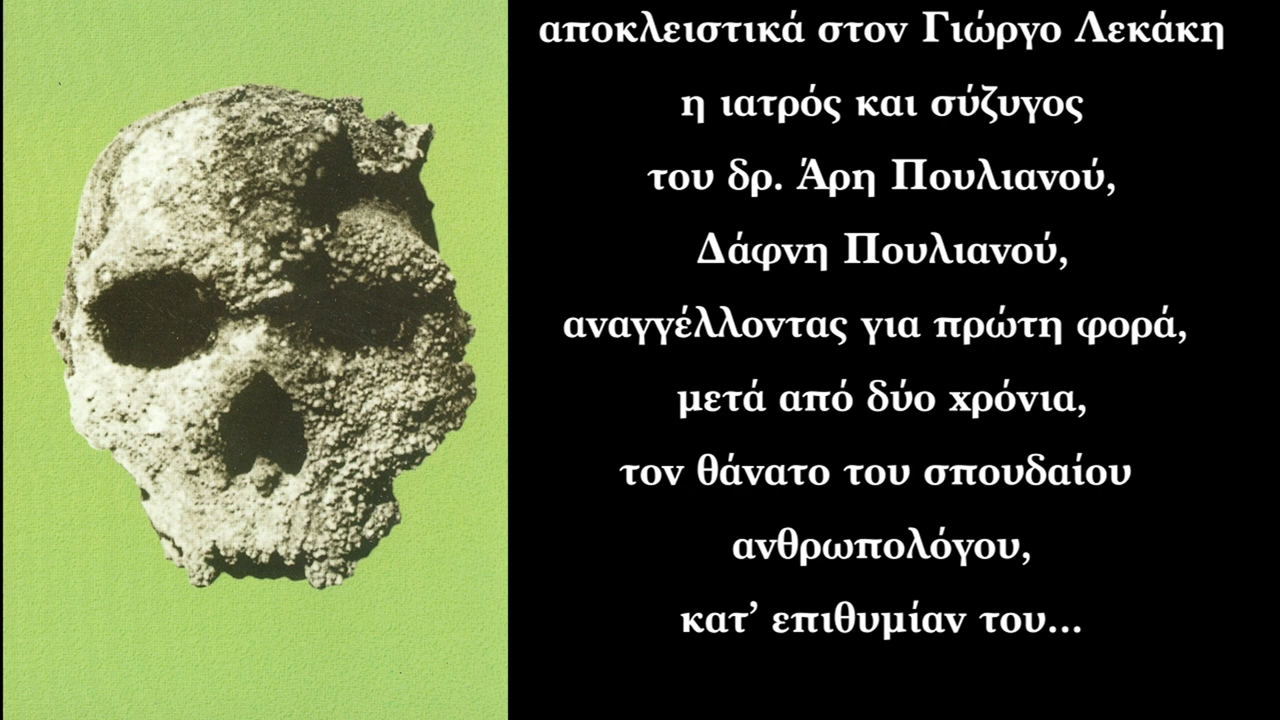 αποκλειστικά στον Γιώργο Λεκάκη
η ιατρός και σύζυγος
του δρ. Άρη Πουλιανού,
Δάφνη Πουλιανού,
αναγγέλλοντας για πρώτη φορά,
μετά από δύο χρόνια,
τον θάνατο του σπουδαίου
ανθρωπολόγου,
κατ’ επιθυμίαν του...